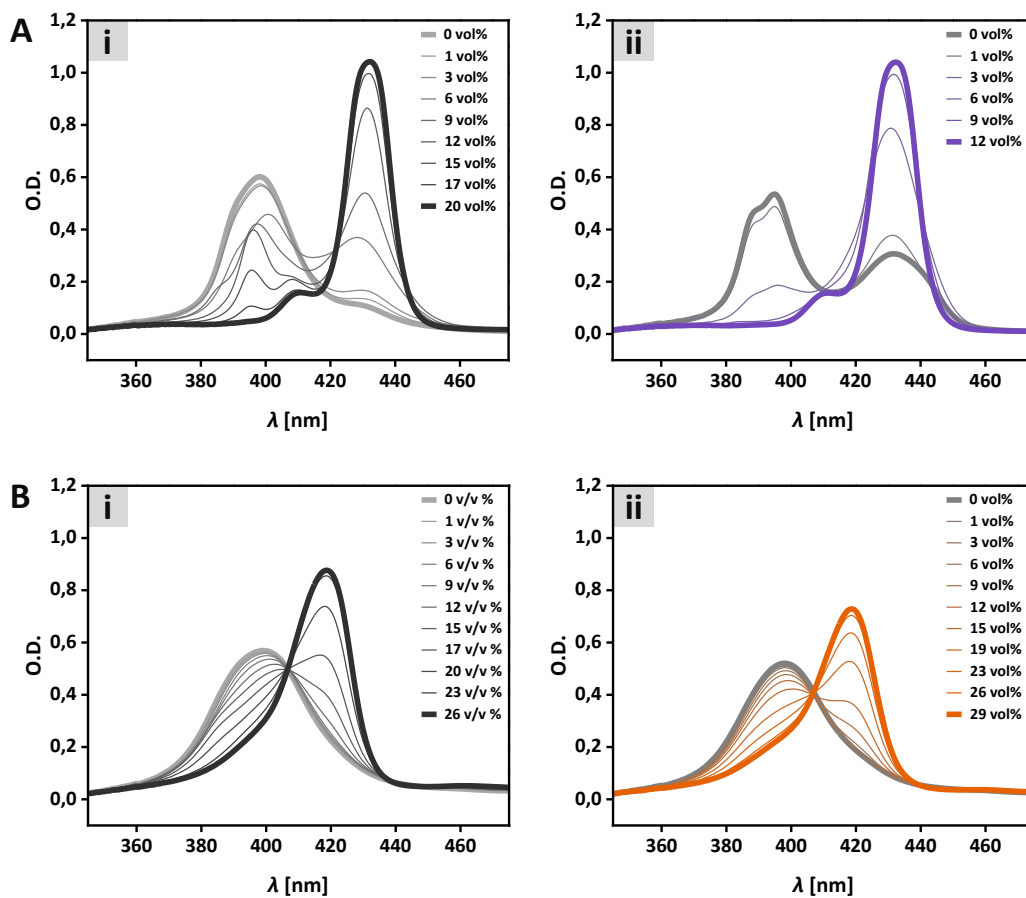 A
i
1,2
1,0
0,8
0,6
0,4
0,2
0,0
O.D.
360 380 400 420 440 460
λ [nm]
0 vol%
1 vol%
3 vol%
6 vol%
9 vol%
12 vol%
15 vol%
17 vol%
20 vol%
ii
1,2
1,0
0,8
0,6
0,4
0,2
0,0
O.D.
360 380 400 420 440 460
λ [nm]
0 vol%
1 vol%
3 vol%
6 vol%
9 vol%
12 vol%
B
i
1,2
1,0
0,8
0,6
0,4
0,2
0,0
O.D.
360 380 400 420 440 460
λ [nm]
0 v/v %
1 v/v %
3 v/v %
6 v/v %
9 v/v %
12 v/v %
15 v/v %
17 v/v %
20 v/v %
23 v/v %
26 v/v %
ii
1,2
1,0
0,8
0,6
0,4
0,2
0,0
O.D.
360 380 400 420 440 460
λ [nm]
0 vol%
1 vol%
3 vol%
6 vol%
9 vol%
12 vol%
15 vol%
19 vol%
23 vol%
26 vol%
29 vol%